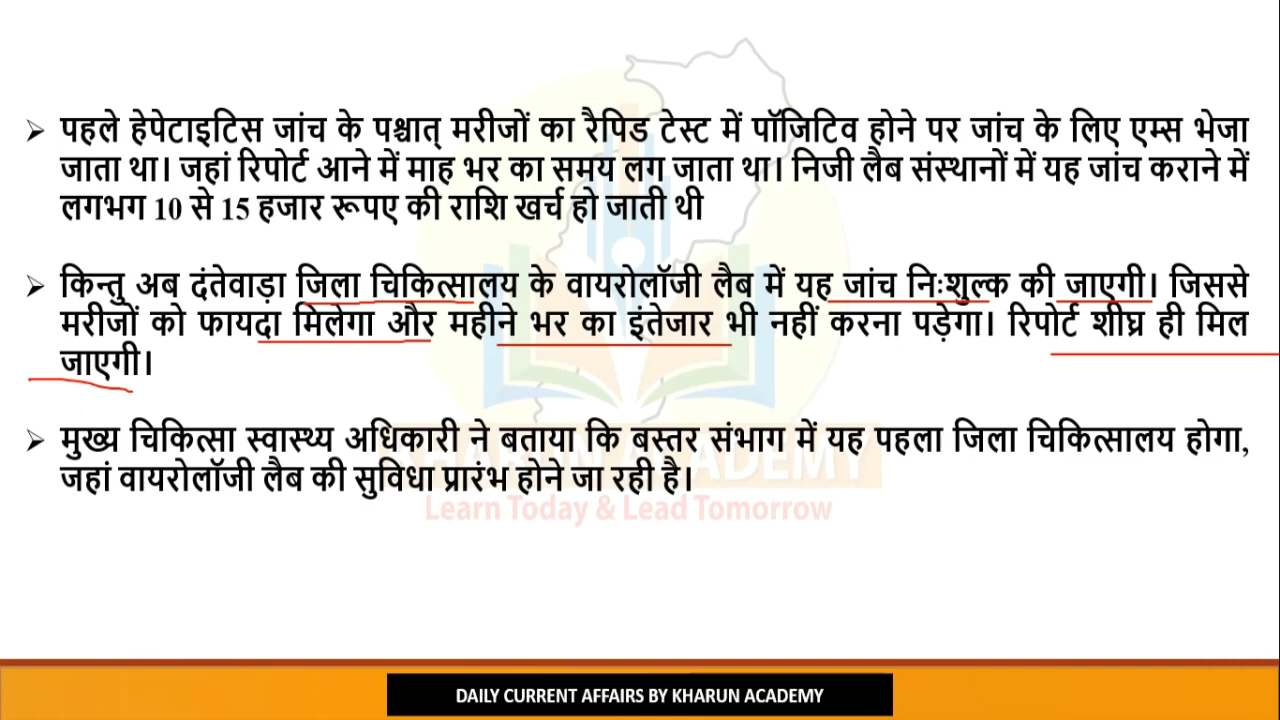 ➢ पहले हेपेटाइटिस जांच के पश्चात् मरीजों का रैपिड टेस्ट में पॉजिटिव होने पर जांच के लिए एम्स भेजा
जाता था। जहां रिपोर्ट आने में माह भर का समय लग जाता था। निजी लैब संस्थानों में यह जांच कराने में
लगभग 10 से 15 हजार रूपए की राशि खर्च हो जाती थी
➢ किन्तु अब दंतेवाड़ा जिला चिकित्सालय के वायरोलॉजी लैब में यह जांच निःशुल्क की जाएगी। जिससे
मरीजों को फायदा मिलेगा और महीने भर का इंतेजार भी नहीं करना पड़ेगा। रिपोर्ट शीघ्र ही मिल
जाएगी।
➢ मुख्य चिकित्सा स्वास्थ्य अधिकारी ने बताया कि बस्तर संभाग में यह पहला जिला चिकित्सालय होगा,
जहां वायरोलॉजी लैब की सुविधा प्रारंभ होने जा रही है।
KHARUN ACADEMY
Learn Today & Lead Tomorrow
DAILY CURRENT AFFAIRS BY KHARUN ACADEMY